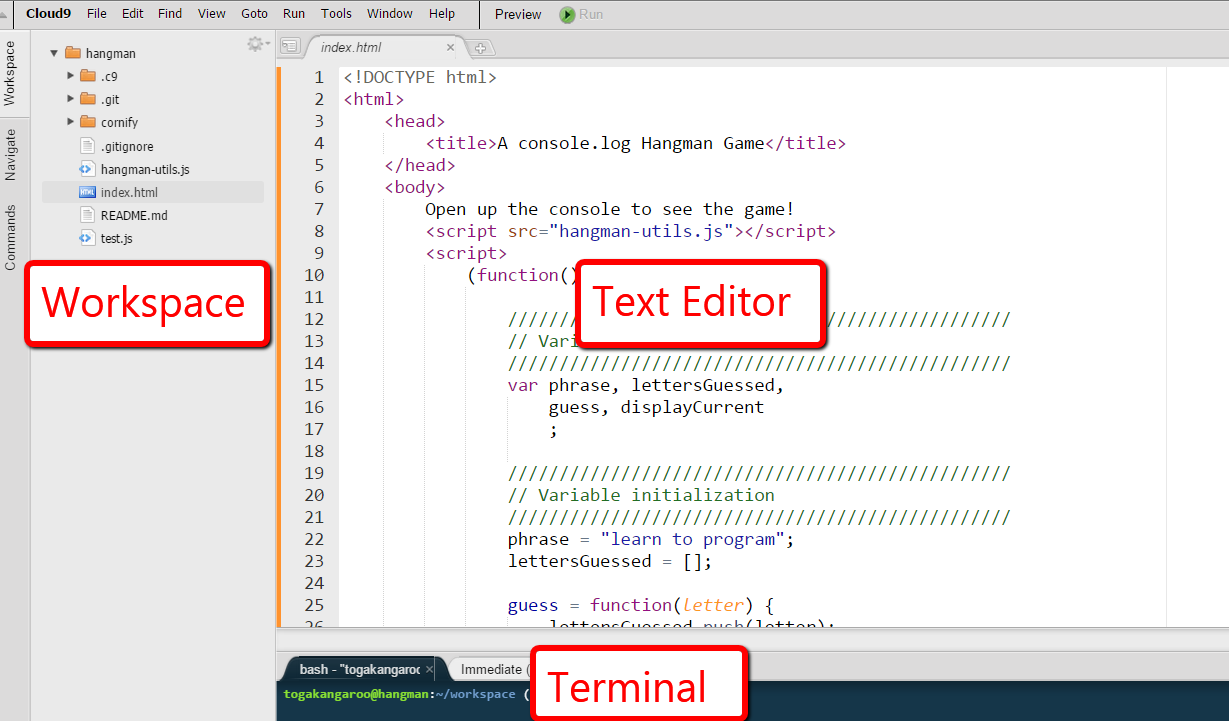 Cloud9 File Edit Find View Goto Run Tools Window Help Preview Run
Workspace
Navigate
Commands
hangman
.c9
.git
cornify
.gitignore
hangman-utils.js
index.html
README.md
test.js
Workspace
index.html
1 <!DOCTYPE html>
2 <html>
3 <head>
4 <title>A console.log Hangman Game</title>
5 </head>
6 <body>
7 Open up the console to see the game!
8 <script src="hangman-utils.js"></script>
9 <script>
10 (function()
11
12 ///////////////////////////////////////////////////
13 // Vari
14 ///////////////////////////////////////////////////
15 var phrase, lettersGuessed,
16 guess, displayCurrent
17 ;
18
19 ///////////////////////////////////////////////////
20 // Variable initialization
21 ///////////////////////////////////////////////////
22 phrase = "learn to program";
23 lettersGuessed = [];
24
25 guess = function(letter) {
26 lettersGuessed.push(letter);
Text Editor
bash - "togakangaroo Immediate (
togakangaroo@hangman:~/workspace (
Terminal